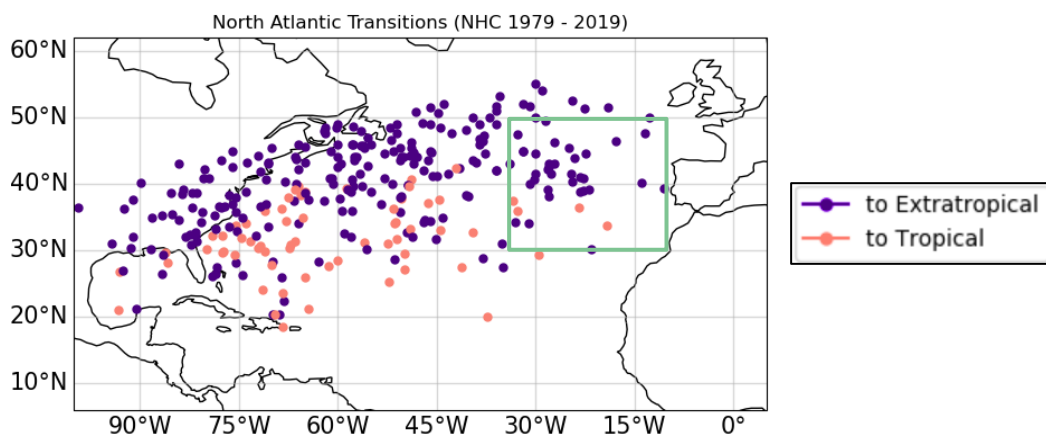 North Atlantic Transitions (NHC 1979 - 2019)
60°N
50°N
40°N
30°N
20°N
10°N
90°W 75°W 60°W 45°W 30°W 15°W 0°
to Extratropical
to Tropical